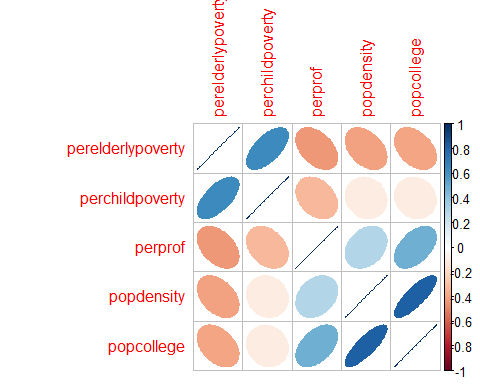 perelderlypoverty
perchildpoverty
perprof
popdensity
popcollege
perelderlypoverty
perchildpoverty
perprof
popdensity
popcollege
1
0.8
0.6
0.4
0.2
0
-0.2
-0.4
-0.6
-0.8
-1